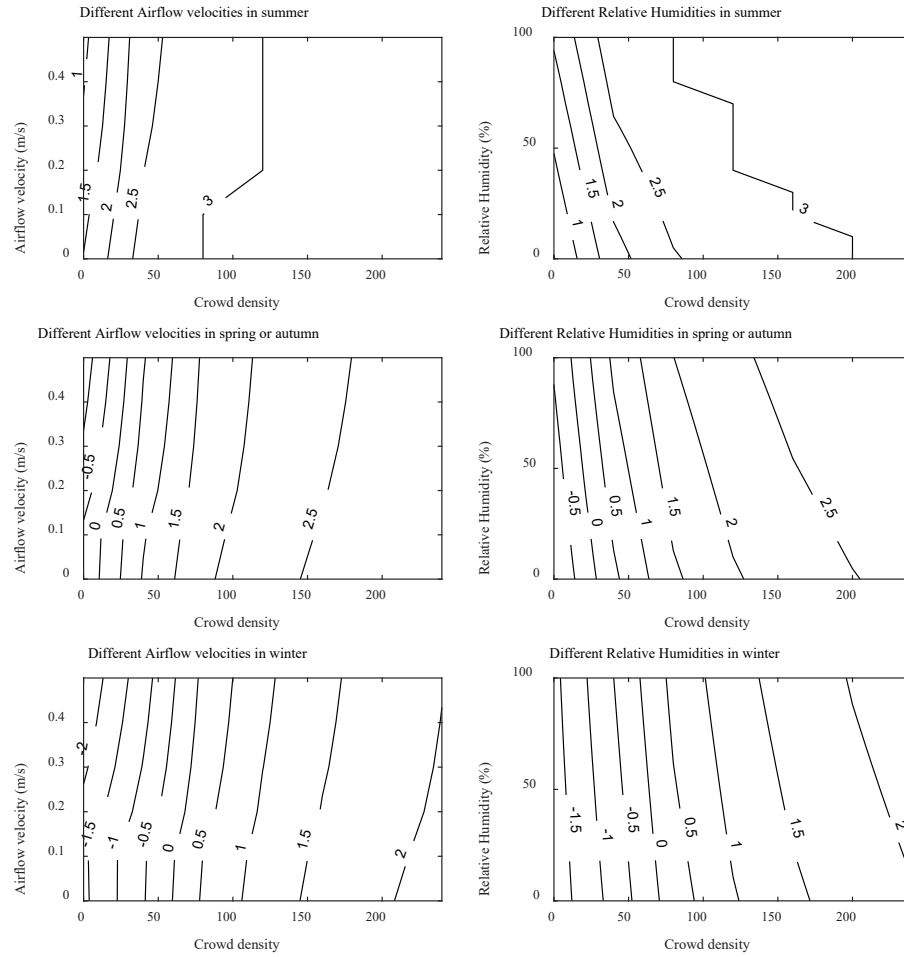 Different Airflow velocities in summer
0.4
0.3
0.2
0.1
0
Airflow velocity (m/s)
1
1.5
2
2.5
3
0 50 100 150 200
Crowd density
Different Relative Humidities in summer
100
50
0
Relative Humidity (%)
1
1.5
2
2.5
3
0 50 100 150 200
Crowd density
Different Airflow velocities in spring or autumn
0.4
0.3
0.2
0.1
0
Airflow velocity (m/s)
-0.5
0
0.5
1
1.5
2
2.5
0 50 100 150 200
Crowd density
Different Relative Humidities in spring or autumn
100
50
0
Relative Humidity (%)
-0.5
0
0.5
1
1.5
2
2.5
0 50 100 150 200
Crowd density
Different Airflow velocities in winter
0.4
0.3
0.2
0.1
0
Airflow velocity (m/s)
-2
-1.5
-1
-0.5
0
0.5
1
1.5
2
0 50 100 150 200
Crowd density
Different Relative Humidities in winter
100
50
0
Relative Humidity (%)
-1.5
-1
-0.5
0
0.5
1
1.5
2
0 50 100 150 200
Crowd density